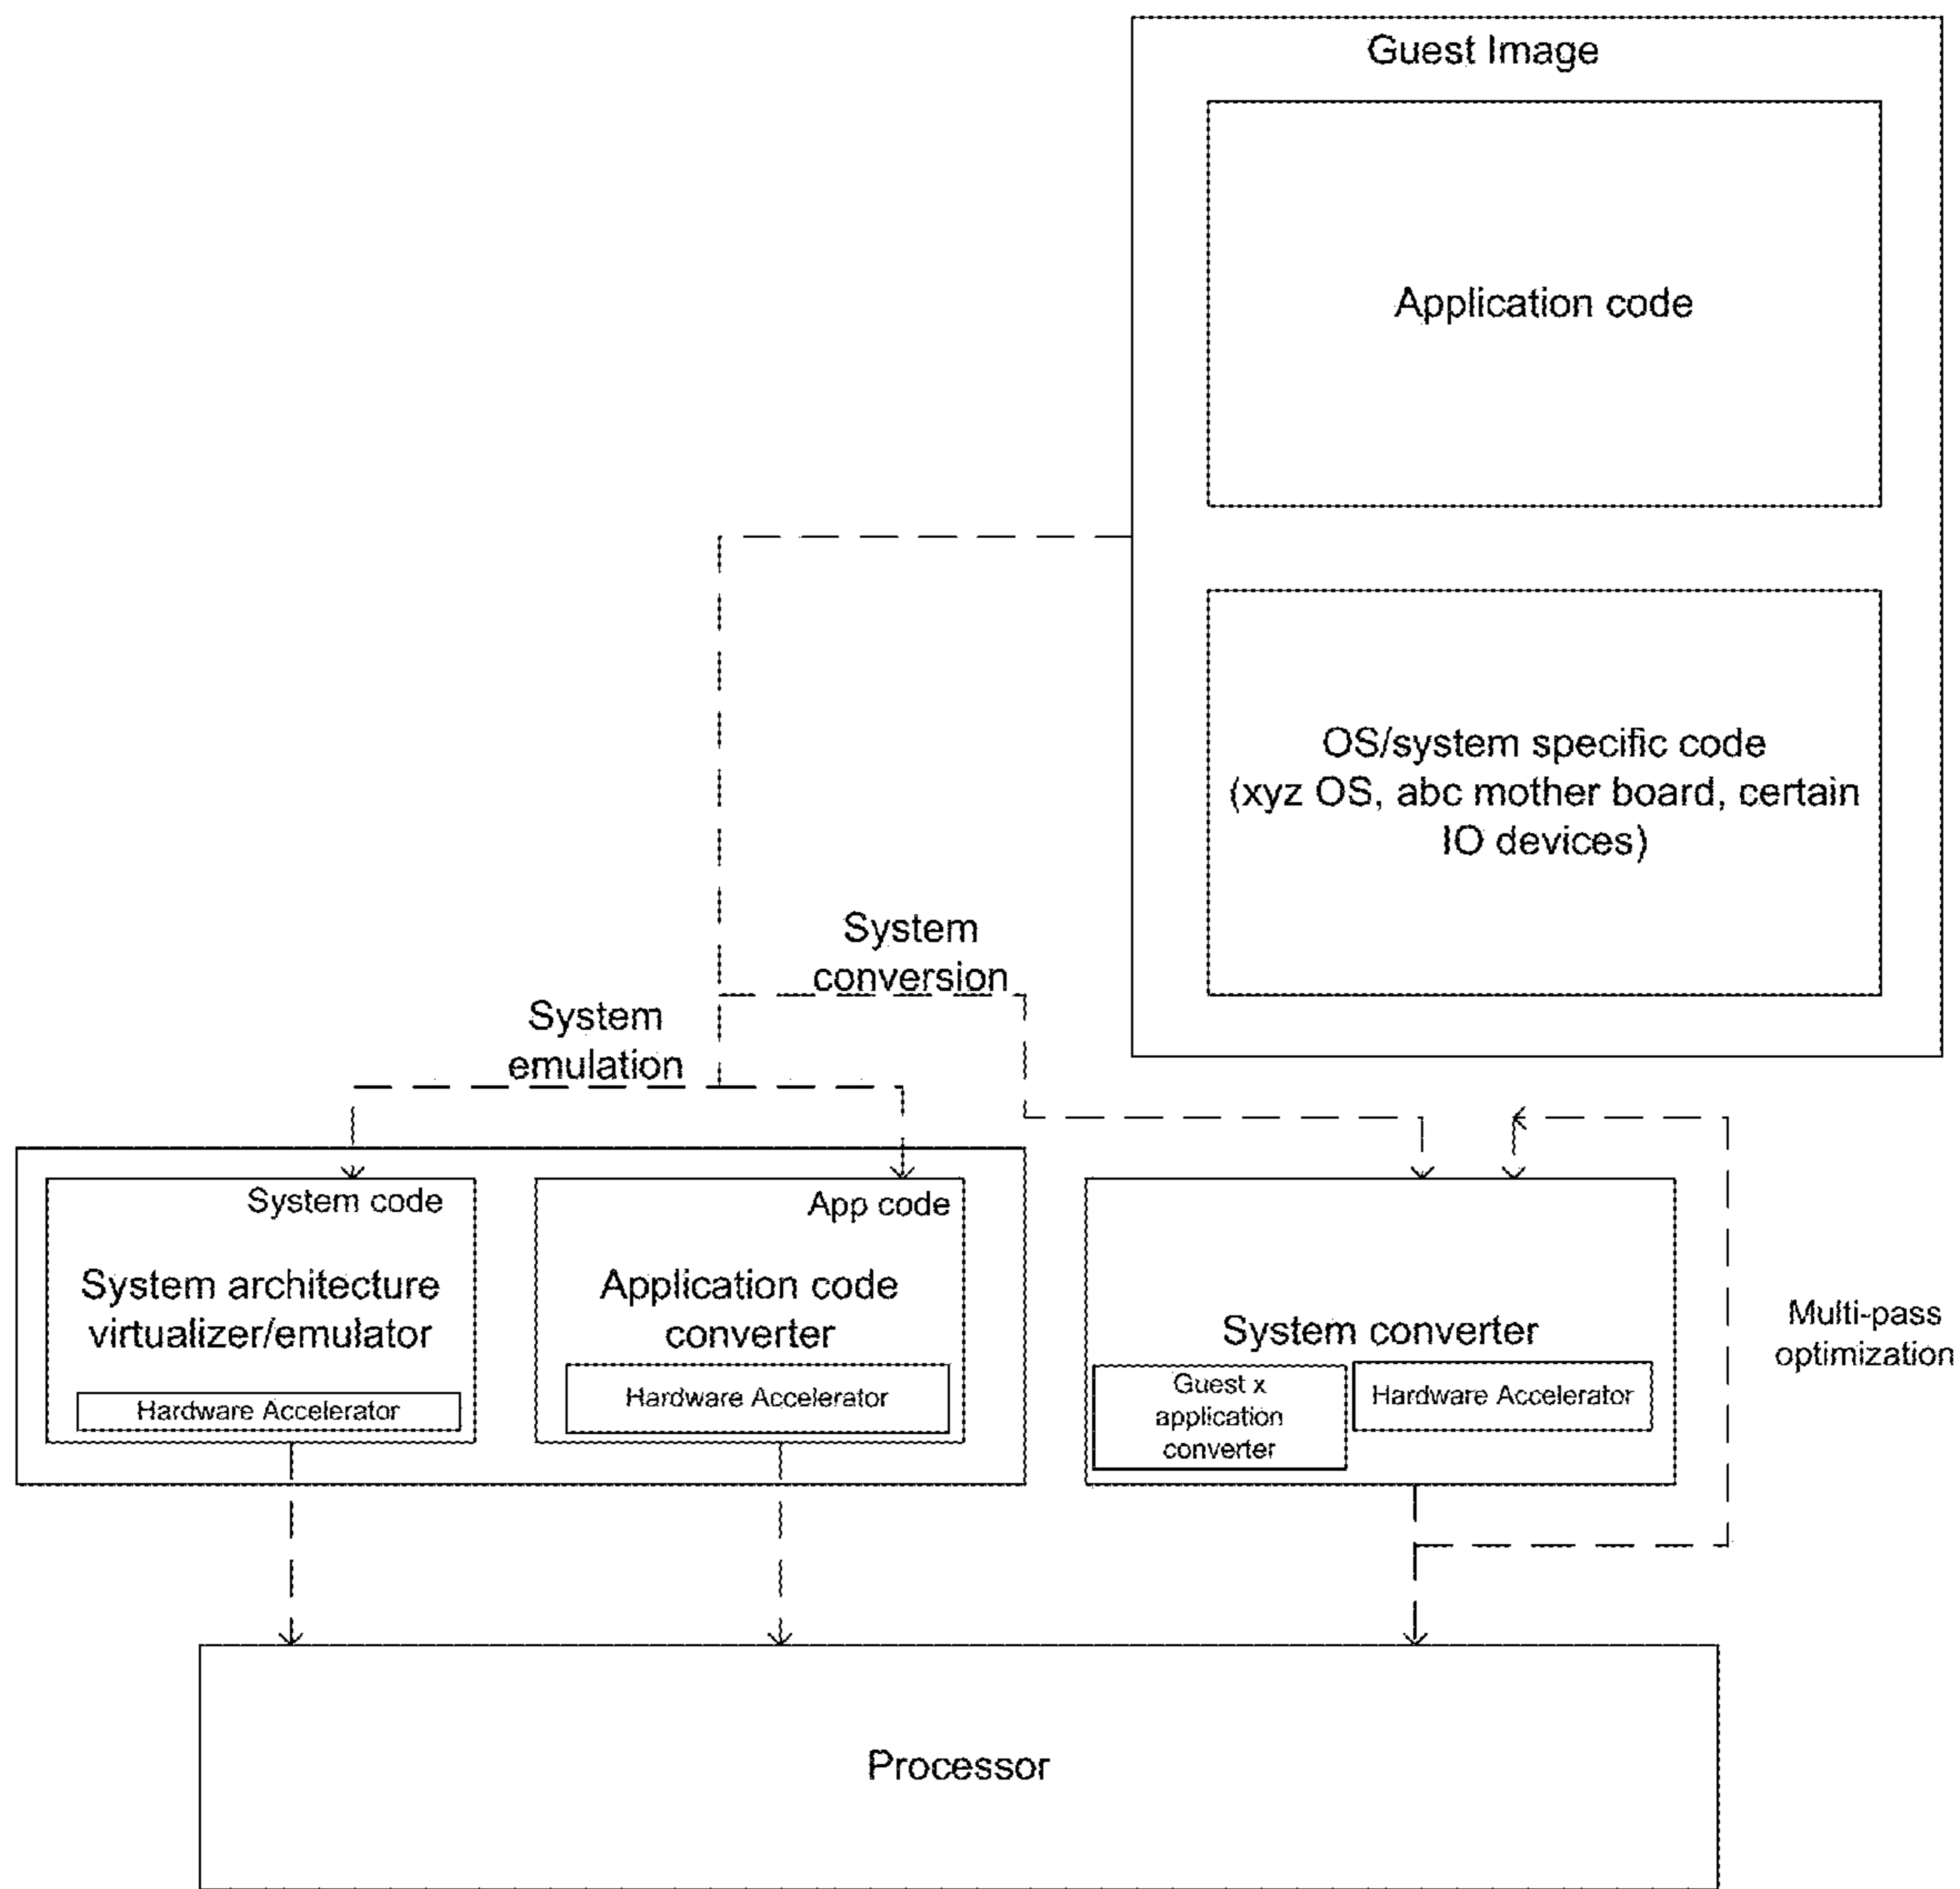 Guest Image
Application code
OS/system specific code
(xyz OS, abc mother board, certain
IO devices)
System
conversion
System
emulation
System code
System architecture
virtualizer/emulator
Hardware Accelerator
App code
Application code
converter
Hardware Accelerator
System converter
Guest x
application
converter
Hardware Accelerator
Multi-pass
optimization
Processor